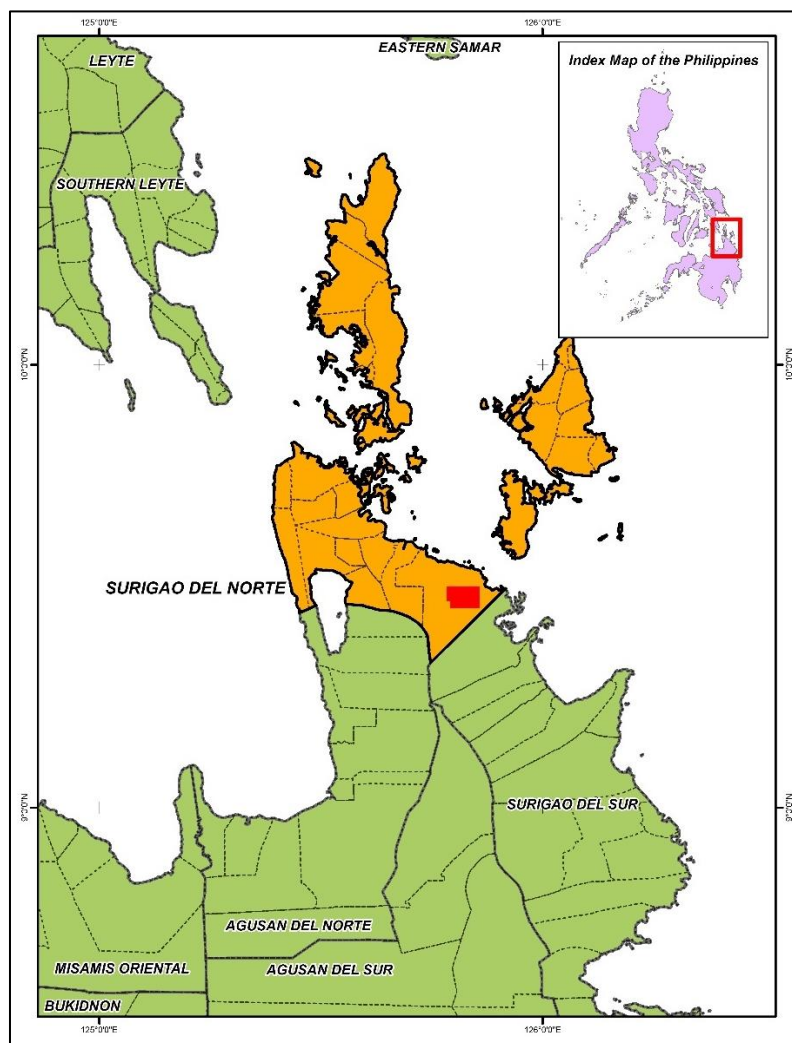 125°0'0"E
126°0'0"E
EASTERN SAMAR
LEYTE
Index Map of the Philippines
SOUTHERN LEYTE
10°0'0"N
10°0'0"N
SURIGAO DEL NORTE
9°0'0"N
SURIGAO DEL SUR
9°0'0"N
AGUSAN DEL NORTE
MISAMIS ORIENTAL
AGUSAN DEL SUR
BUKIDNON
125°0'0"E
126°0'0"E